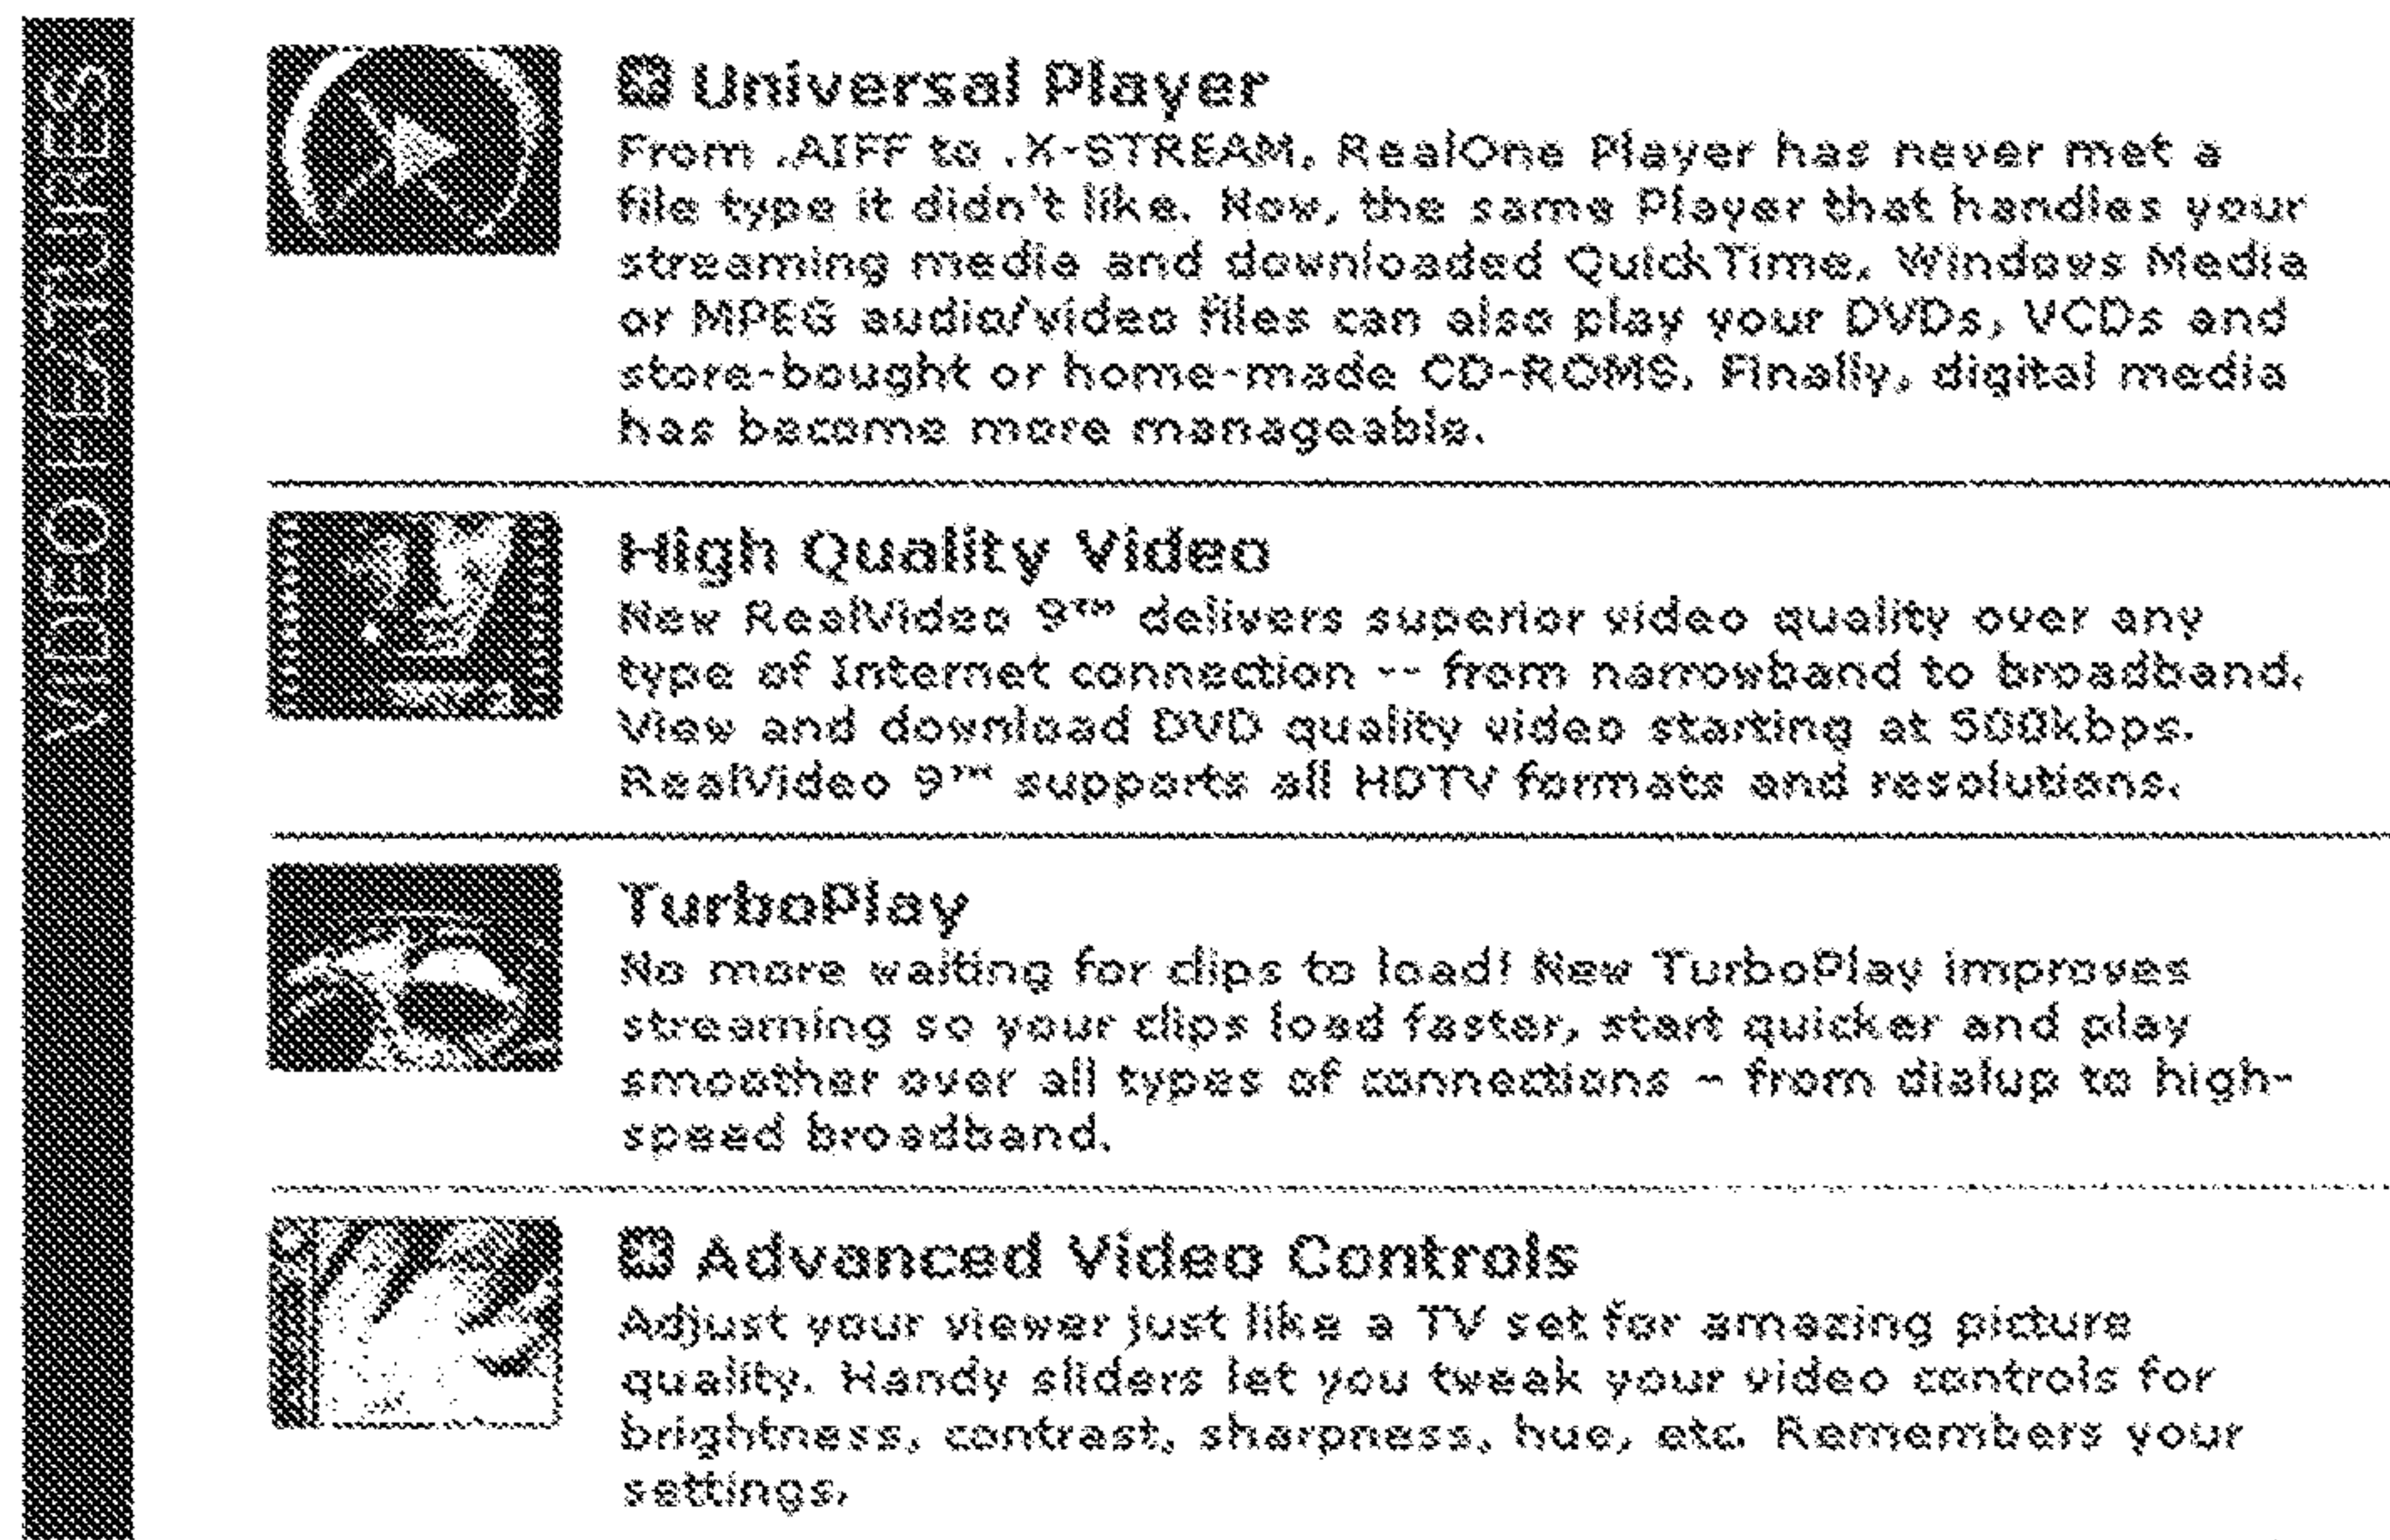 VIDEO FEATURES
Universal Player
From .AIFF to .X-STREAM, RealOne Player has never met a
file type it didn't like. Now, the same Player that handles your
streaming media and downloaded QuickTime, Windows Media
or MPEG audio/video files can also play your DVDs, VCDs and
store-bought or home-made CD-ROMS. Finally, digital media
has become more manageable.
High Quality Video
New RealVideo 9™ delivers superior video quality over any
type of Internet connection -- from narrowband to broadband.
View and download DVD quality video starting at 500kbps.
RealVideo 9™ supports all HDTV formats and resolutions.
TurboPlay
No more waiting for clips to load! New TurboPlay improves
streaming so your clips load faster, start quicker and play
smoother over all types of connections – from dialup to high-
speed broadband.
Advanced Video Controls
Adjust your viewer just like a TV set for amazing picture
quality. Handy sliders let you tweak your video controls for
brightness, contrast, sharpness, hue, etc. Remembers your
settings.